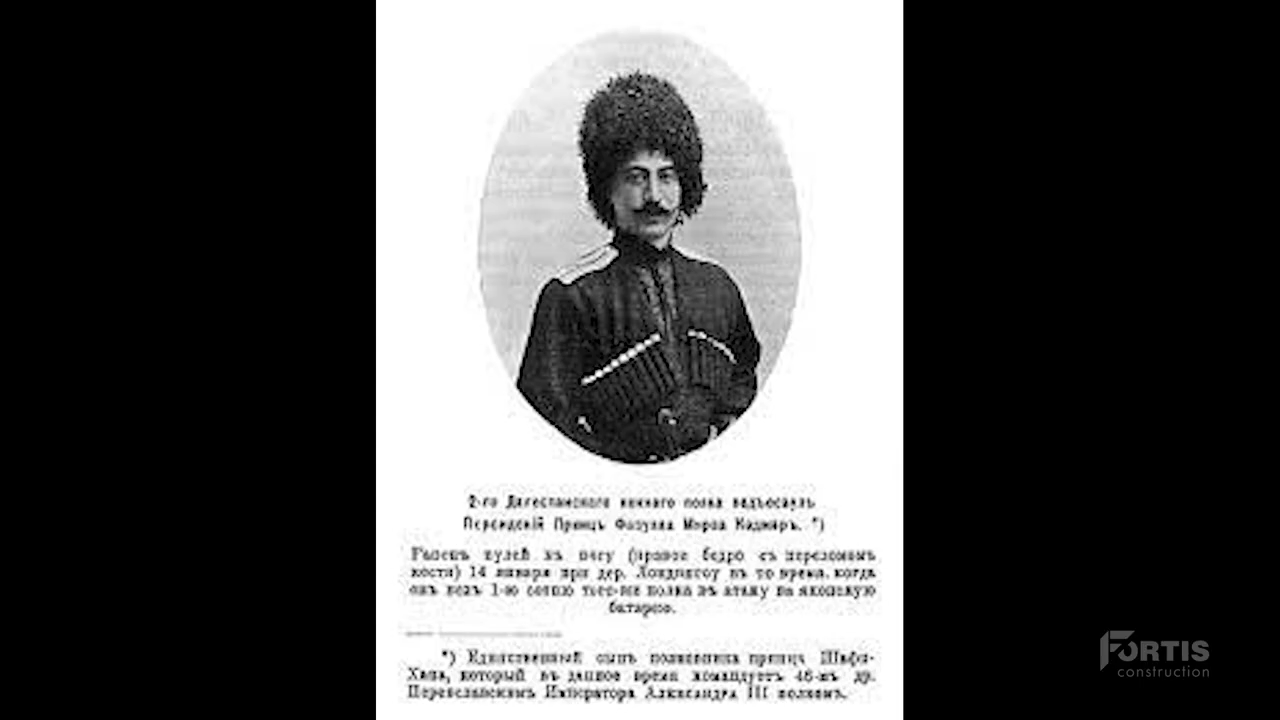 2-го Дагестанскаго коннаго полка подъесаулъ
Персидскій Принцъ Фазулла Мирза Каджаръ. *)
Раненъ пулей въ ногу (правое бедро съ переломомъ
кости) 14 января при дер. Ландунгоу въ то время, когда
онъ велъ 1-ю сотню полка въ атаку на японскую
батарею.
*) Единственный сынъ полковника принца Шафи-
Хана, который въ данное время командуетъ 46-мъ др.
Переяславскимъ Императора Александра III полкомъ.
FORTIS
construction